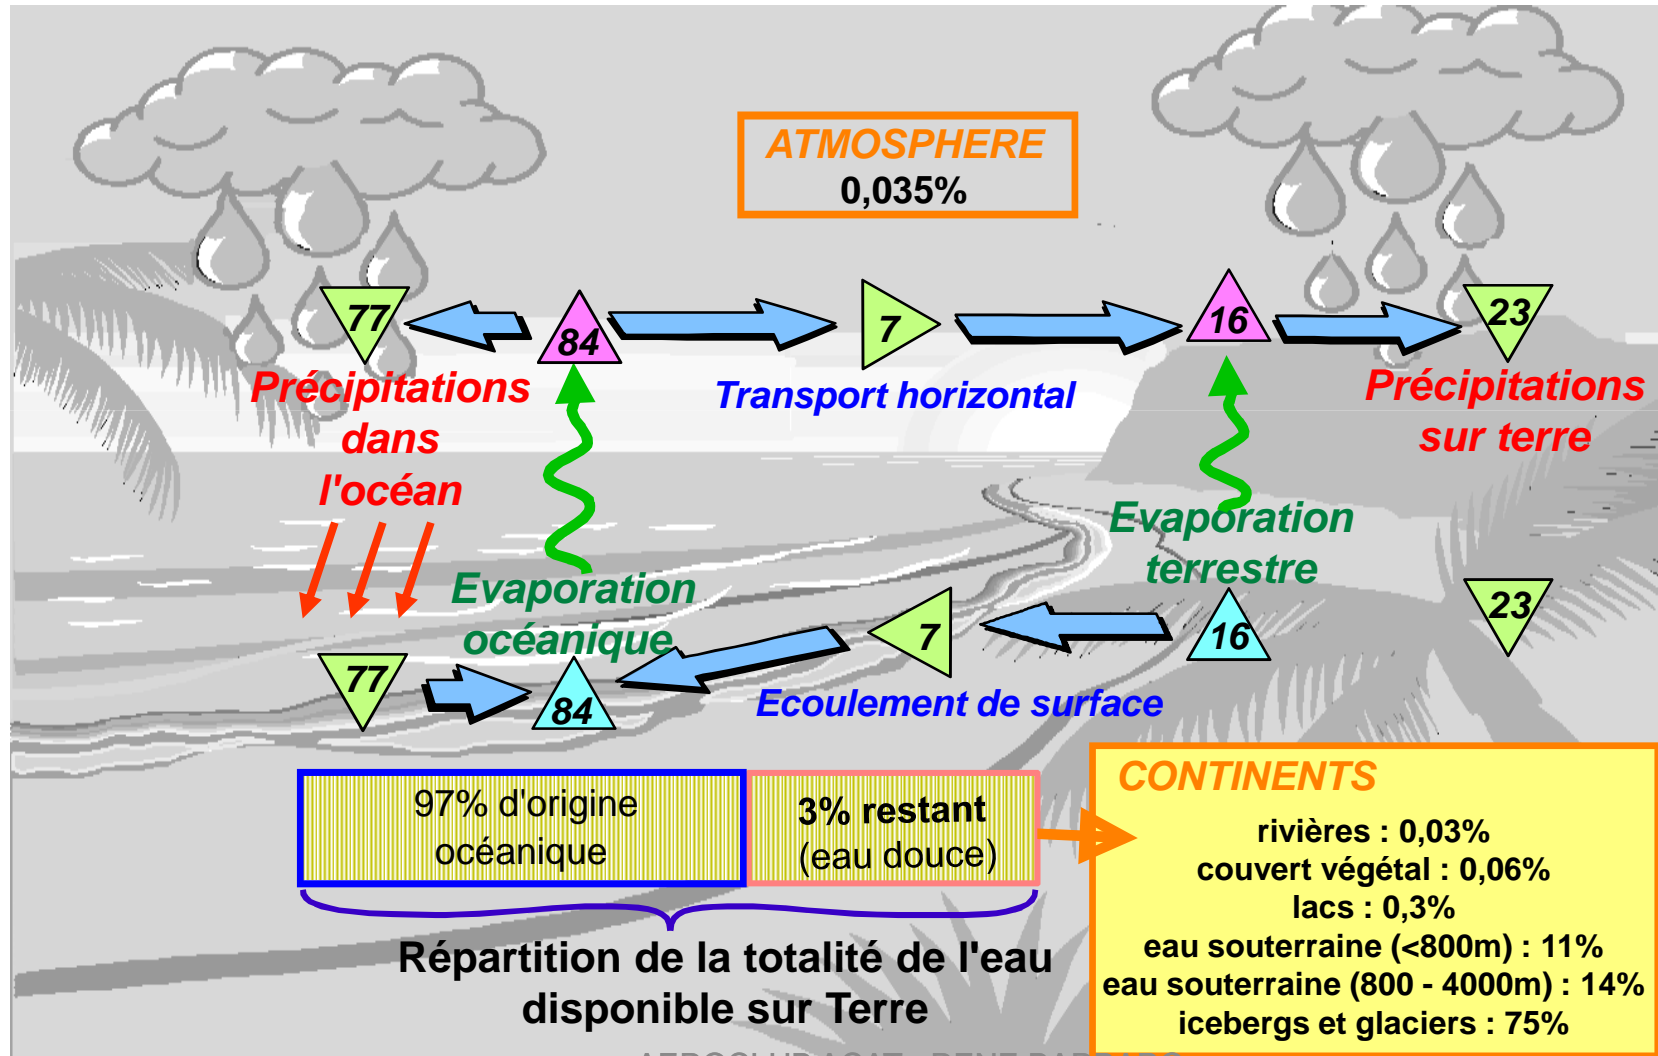 ATMOSPHERE
0,035%
77
84
7
16
23
Précipitations
dans
l'océan
Transport horizontal
Précipitations
sur terre
Evaporation
océanique
Evaporation
terrestre
77
84
7
16
23
Ecoulement de surface
97% d'origine
océanique
3% restant
(eau douce)
Répartition de la totalité de l'eau
disponible sur Terre
CONTINENTS
rivières : 0,03%
couvert végétal : 0,06%
lacs : 0,3%
eau souterraine (<800m) : 11%
eau souterraine (800 - 4000m) : 14%
icebergs et glaciers : 75%